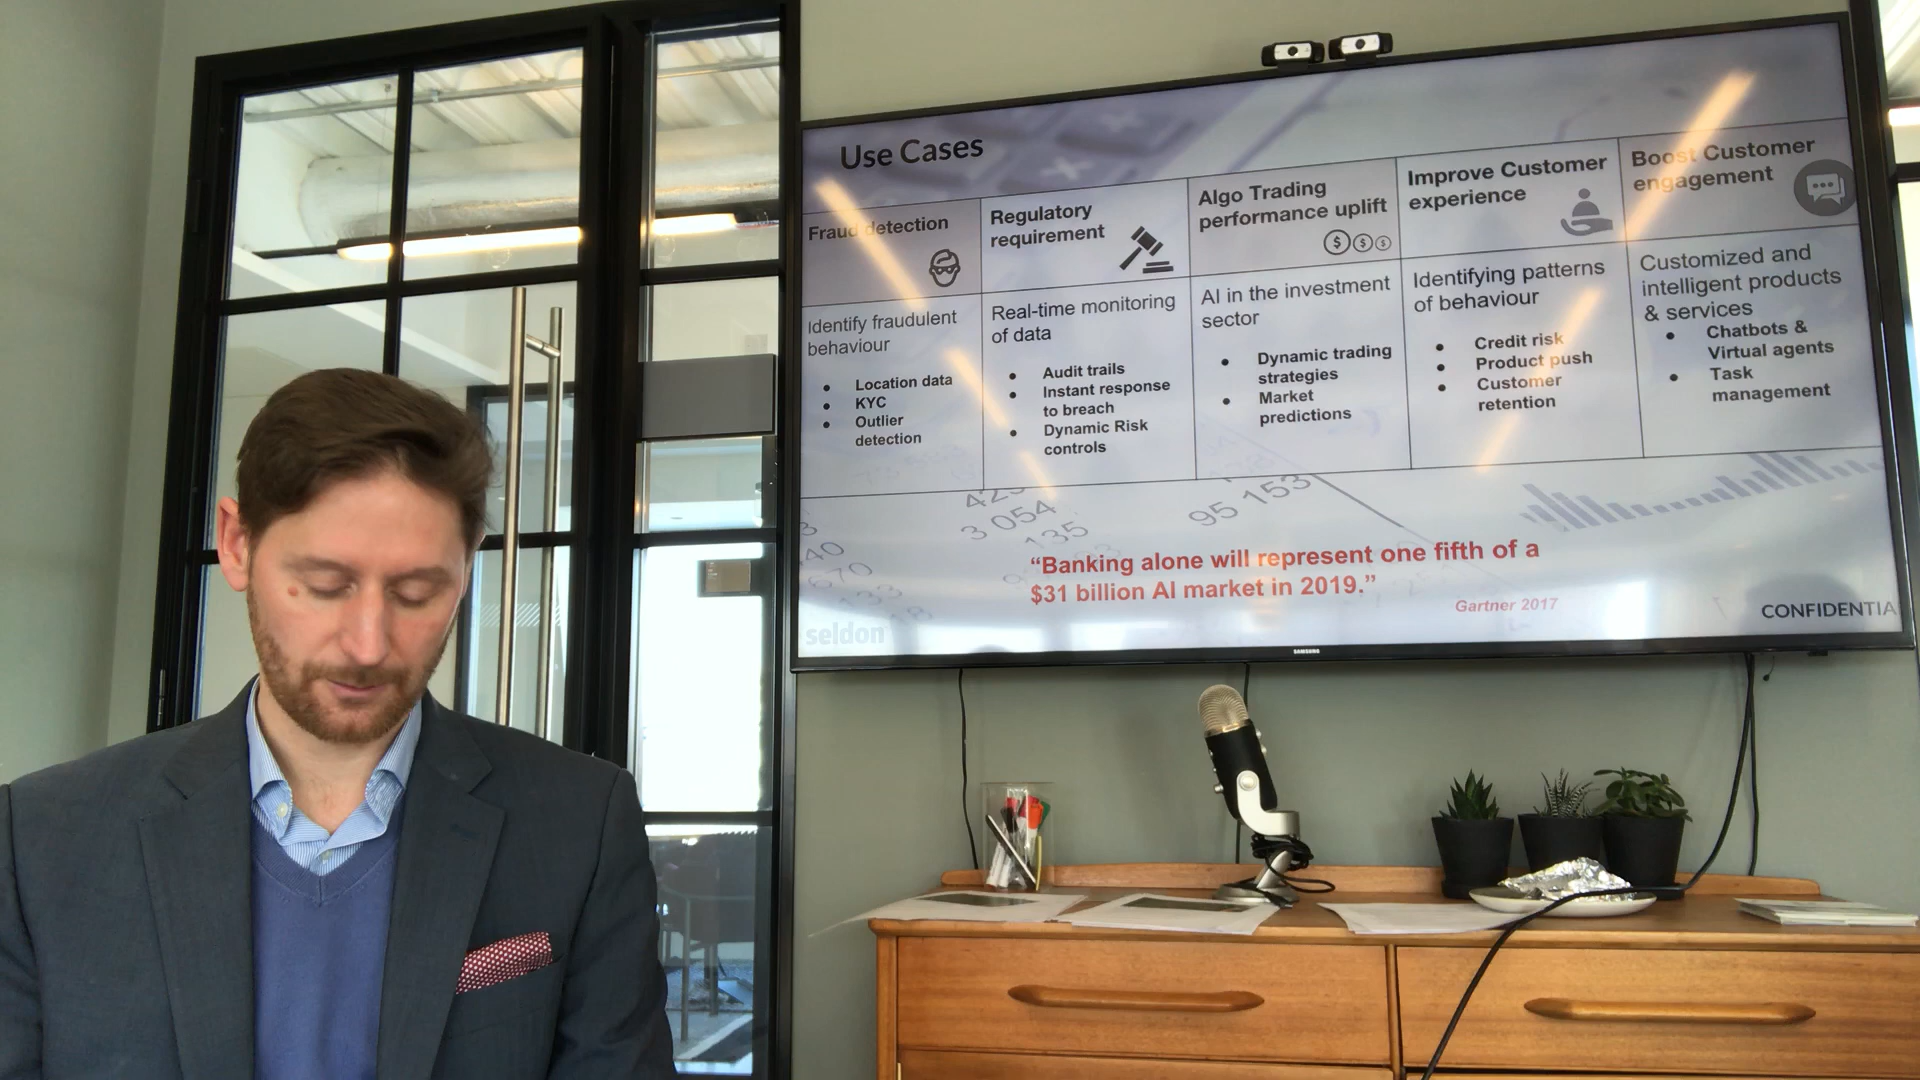 Use Cases
Fraud detection
Identify fraudulent
behaviour
• Location data
• KYC
• Outlier
detection
Regulatory
requirement
Real-time monitoring
of data
• Audit trails
• Instant response
to breach
• Dynamic Risk
controls
Algo Trading
performance uplift
$ $ $
AI in the investment
sector
• Dynamic trading
strategies
• Market
predictions
Improve Customer
experience
Identifying patterns
of behaviour
• Credit risk
• Product push
• Customer
retention
Boost Customer
engagement
Customized and
intelligent products
& services
• Chatbots &
Virtual agents
• Task
management
3 054
135
95 153
“Banking alone will represent one fifth of a
$31 billion AI market in 2019.”
Gartner 2017
seldon
CONFIDENTIA
SAMSUNG